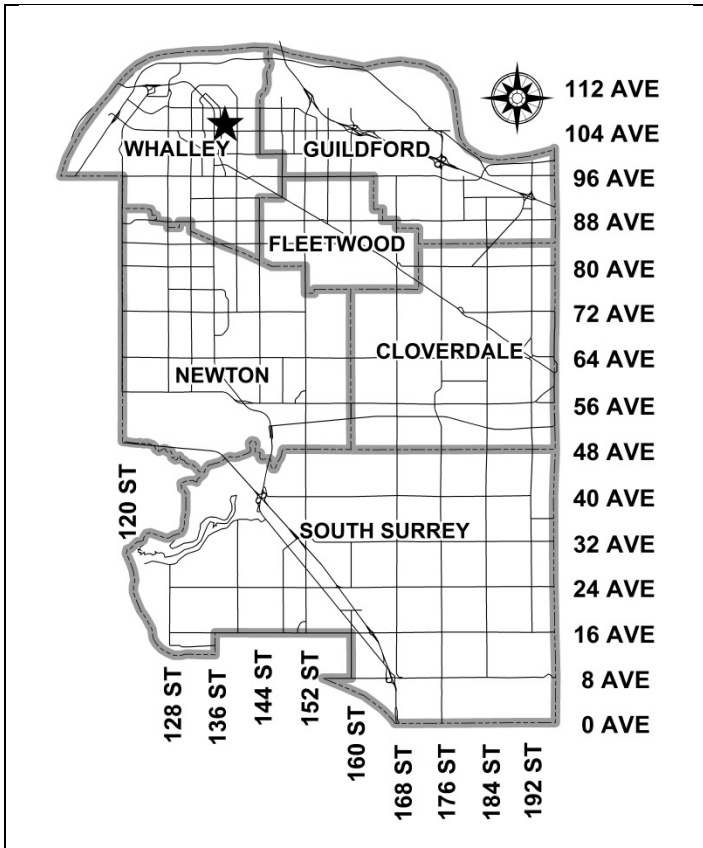 112 AVE
104 AVE
WHALLEY
GUILDFORD
96 AVE
88 AVE
FLEETWOOD
80 AVE
72 AVE
CLOVERDALE
64 AVE
NEWTON
56 AVE
48 AVE
120 ST
40 AVE
SOUTH SURREY
32 AVE
24 AVE
16 AVE
128 ST
136 ST
144 ST
152 ST
160 ST
168 ST
176 ST
184 ST
192 ST
8 AVE
0 AVE